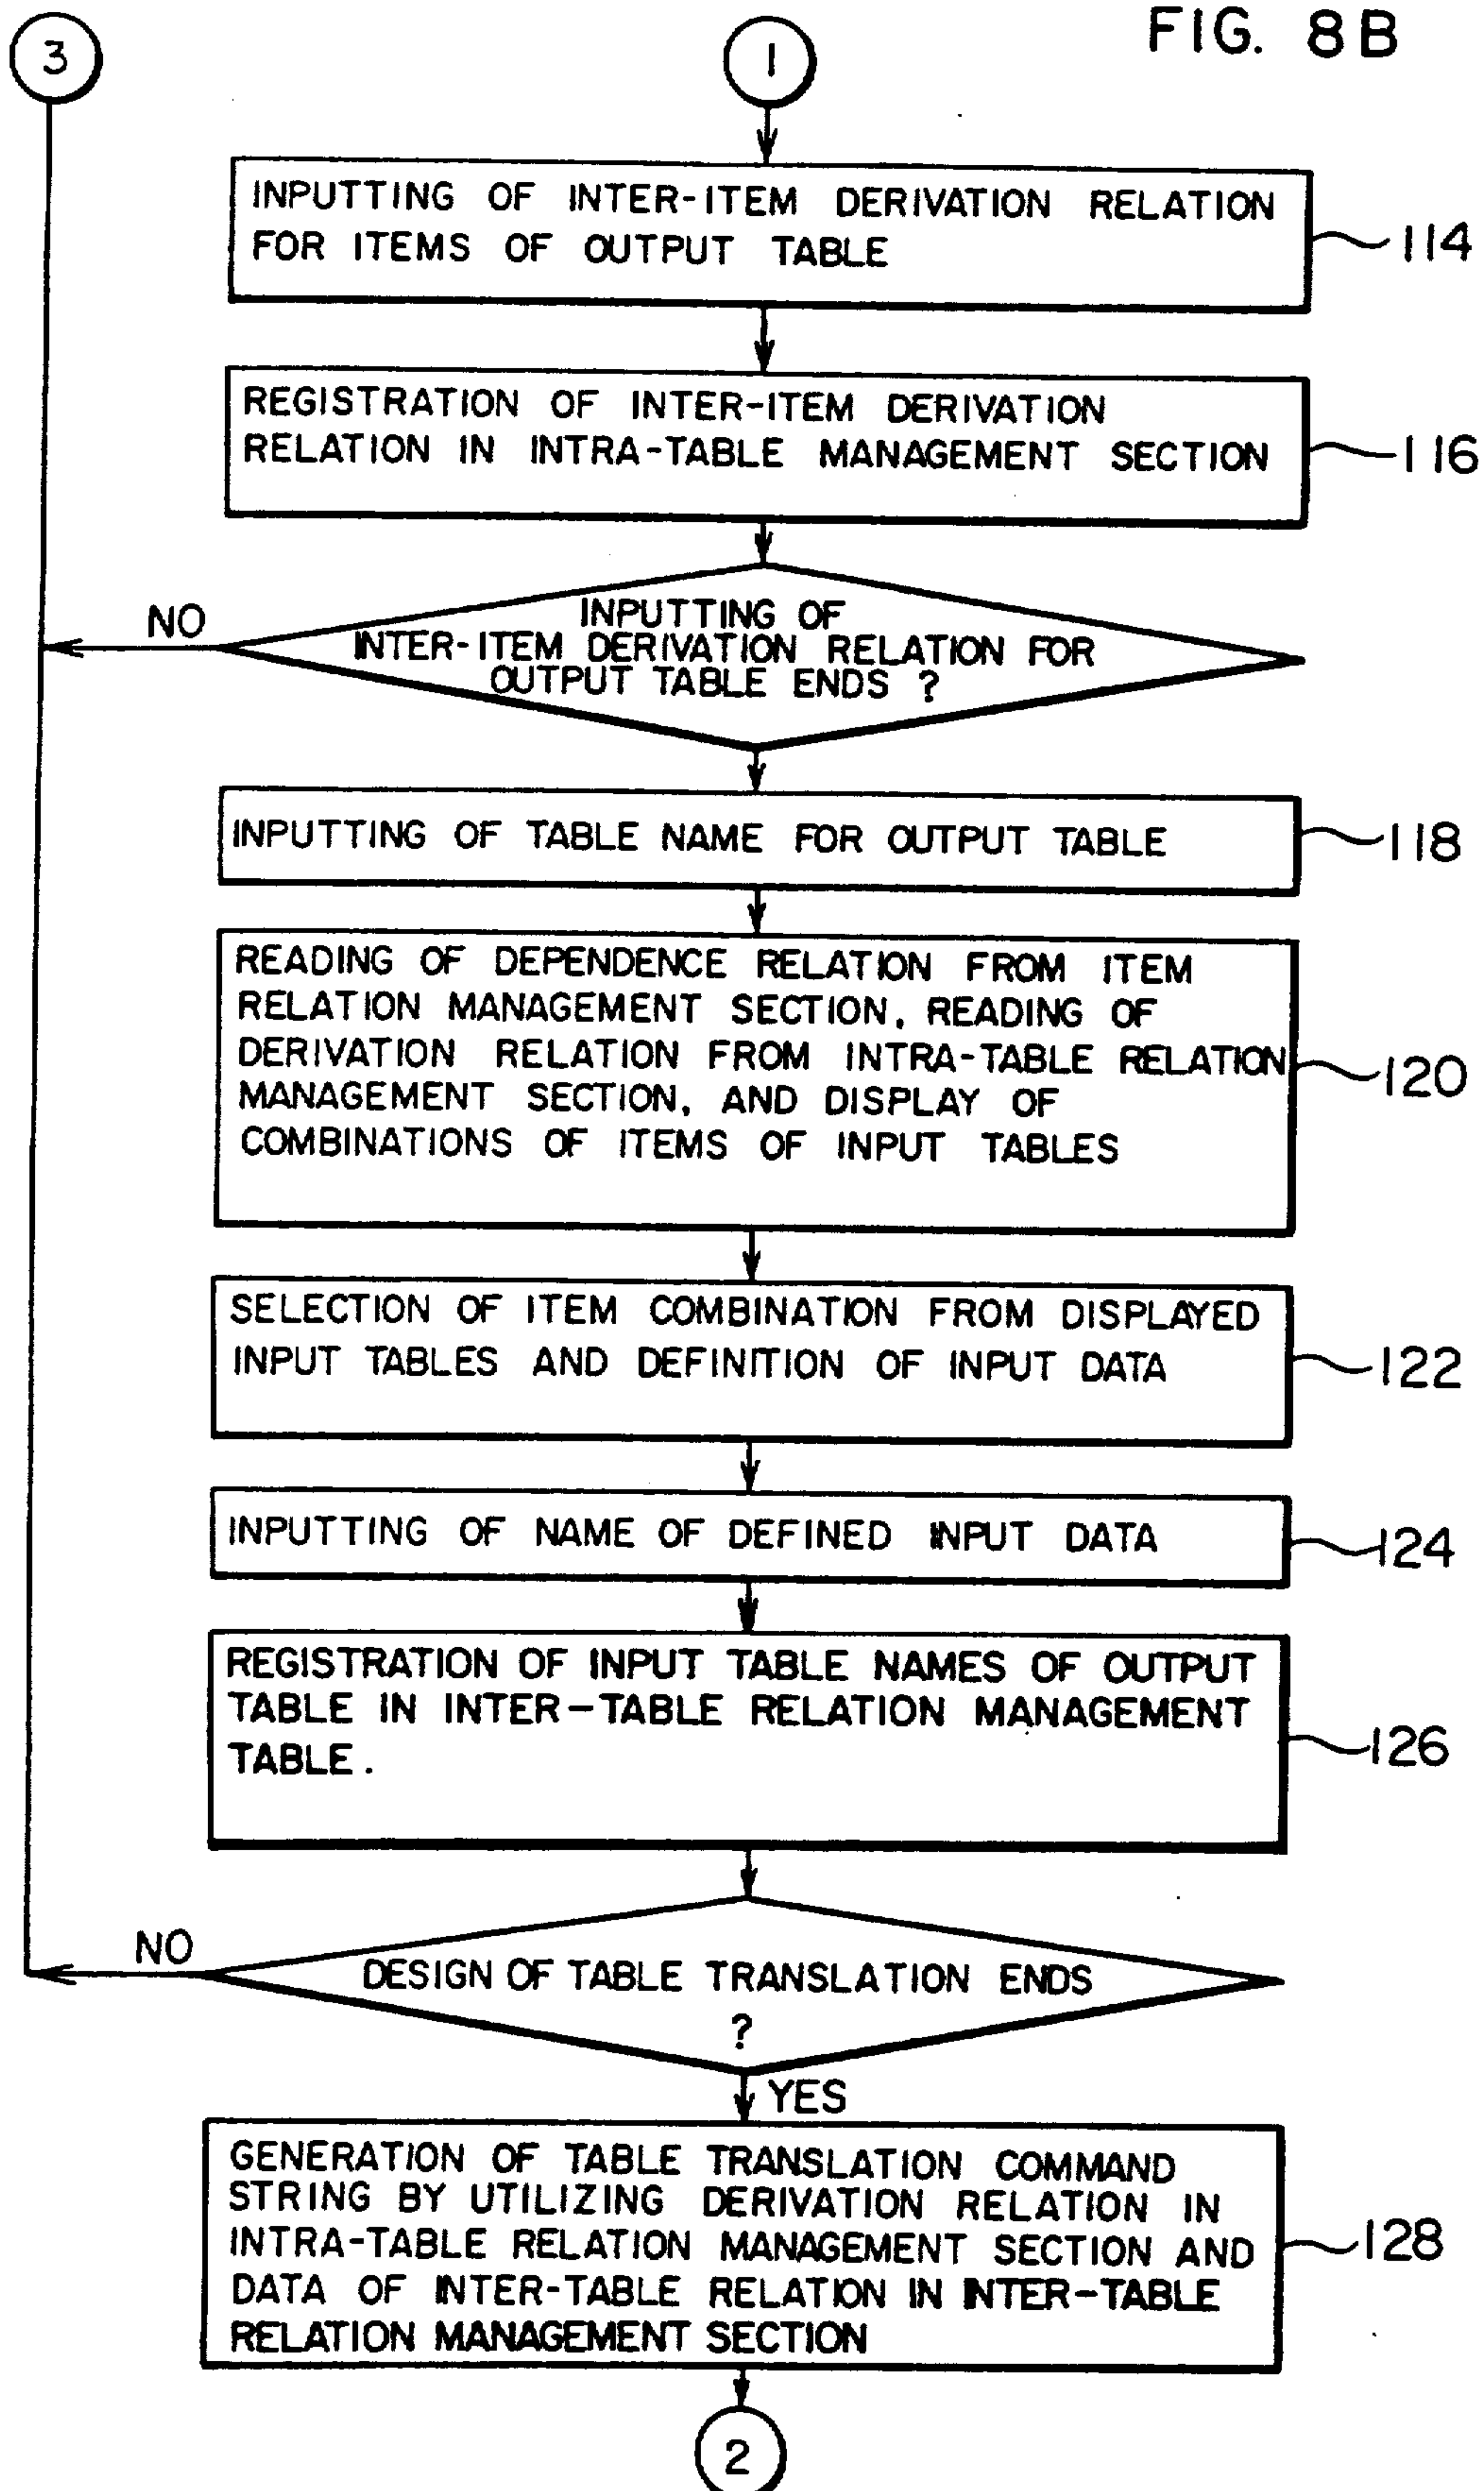 FIG. 8B
3
1
INPUTTING OF INTER-ITEM DERIVATION RELATION
FOR ITEMS OF OUTPUT TABLE
114
REGISTRATION OF INTER-ITEM DERIVATION
RELATION IN INTRA-TABLE MANAGEMENT SECTION
116
INPUTTING OF
INTER-ITEM DERIVATION RELATION FOR
OUTPUT TABLE ENDS ?
NO
INPUTTING OF TABLE NAME FOR OUTPUT TABLE
118
READING OF DEPENDENCE RELATION FROM ITEM
RELATION MANAGEMENT SECTION, READING OF
DERIVATION RELATION FROM INTRA-TABLE RELATION
MANAGEMENT SECTION, AND DISPLAY OF
COMBINATIONS OF ITEMS OF INPUT TABLES
120
SELECTION OF ITEM COMBINATION FROM DISPLAYED
INPUT TABLES AND DEFINITION OF INPUT DATA
122
INPUTTING OF NAME OF DEFINED INPUT DATA
124
REGISTRATION OF INPUT TABLE NAMES OF OUTPUT
TABLE IN INTER-TABLE RELATION MANAGEMENT
TABLE.
126
NO
DESIGN OF TABLE TRANSLATION ENDS
?
YES
GENERATION OF TABLE TRANSLATION COMMAND
STRING BY UTILIZING DERIVATION RELATION IN
INTRA-TABLE RELATION MANAGEMENT SECTION AND
DATA OF INTER-TABLE RELATION IN INTER-TABLE
RELATION MANAGEMENT SECTION
128
2